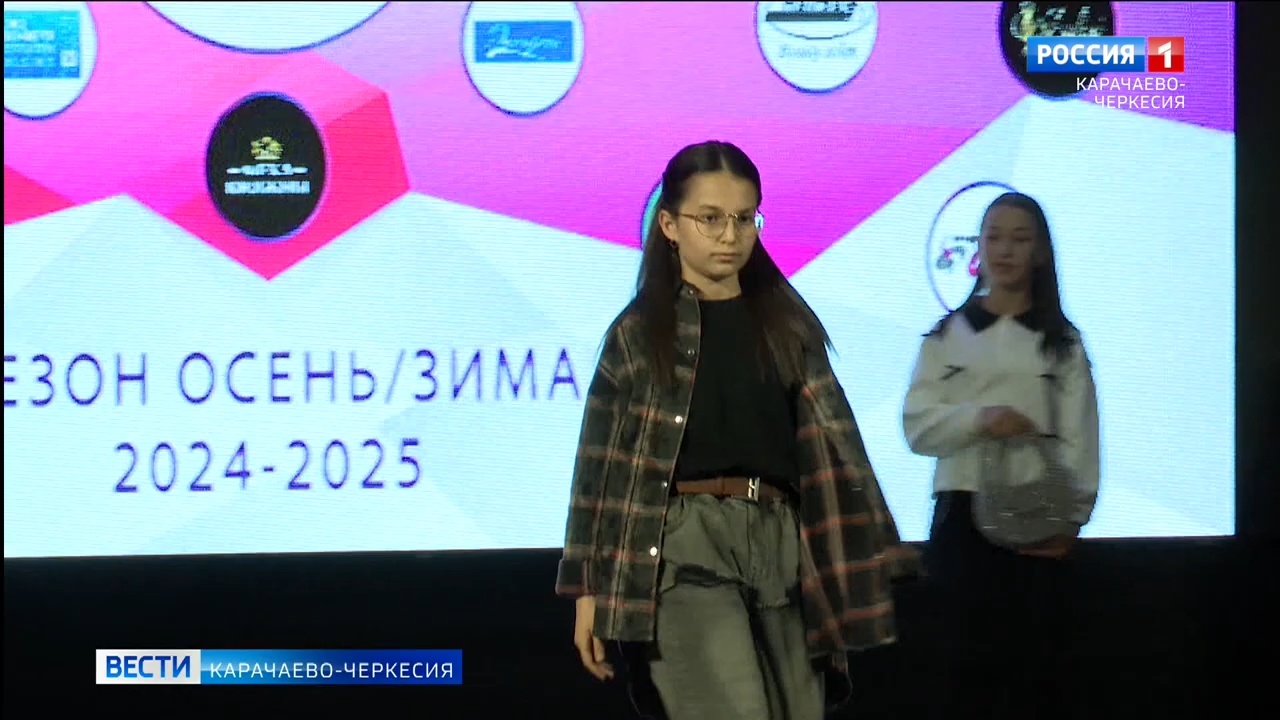 РОССИЯ 1
КАРАЧАЕВО-
ЧЕРКЕСИЯ
ЕЗОН ОСЕНЬ/ЗИМА
2024-2025
ВЕСТИ КАРАЧАЕВО-ЧЕРКЕСИЯ